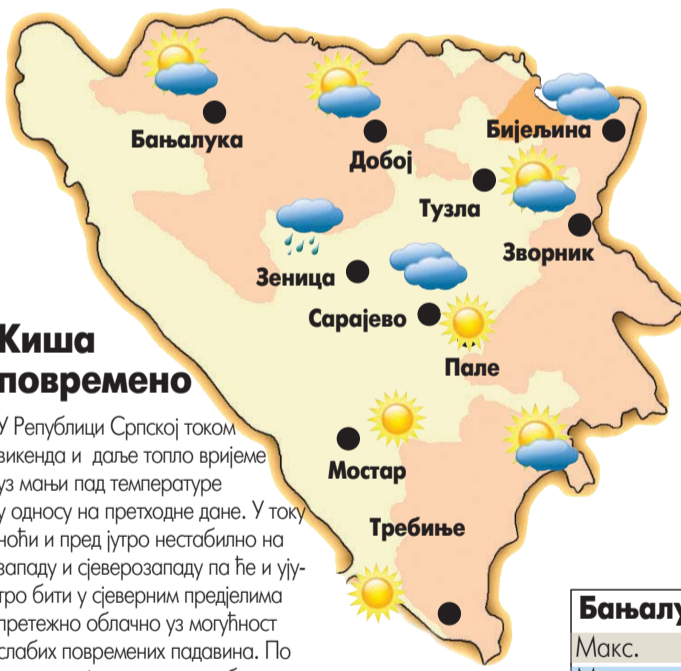 Бањалука
Добој
Бијељина
Тузла
Зворник
Зеница
Сарајево
Пале
Мостар
Требиње
Киша
повремено
У Републици Српској током
викенда и даље топло вријеме
уз мањи пад температуре
у односу на претходне дане. У току
ноћи и пред јутро нестабилно на
западу и сјеверозападу па ће и ују-
тро бити у сјеверним предјелима
претежно облачно уз могућност
слабих повремених падавина. По
Бањалу
Макс.